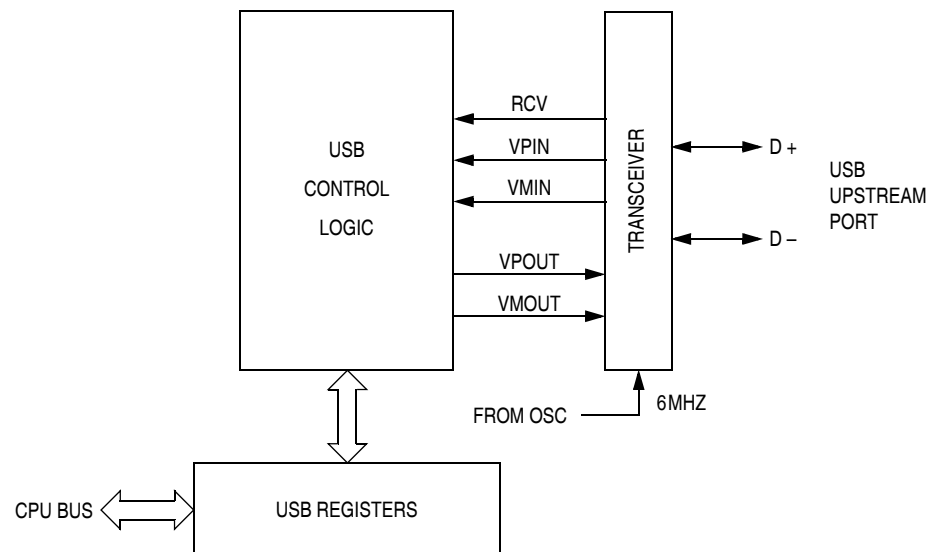 RCV
VPIN
VMIN
VPOUT
VMOUT
USB
CONTROL
LOGIC
TRANSCEIVER
D +
D –
USB
UPSTREAM
PORT
FROM OSC
6MHZ
CPU BUS
USB REGISTERS